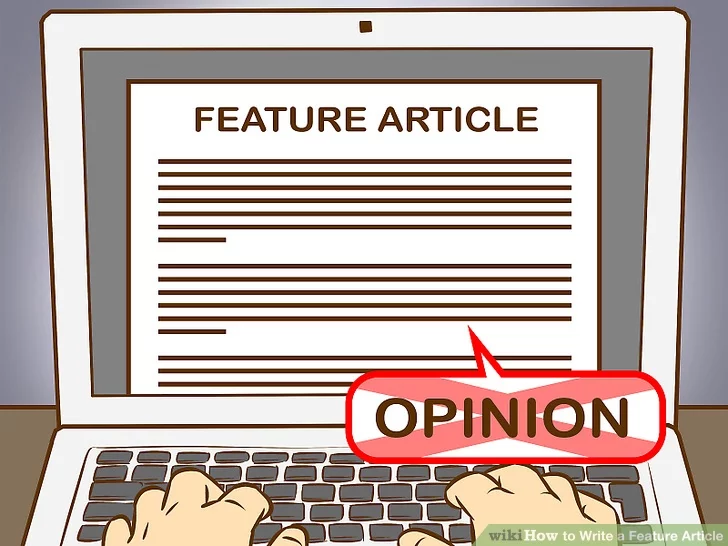 FEATURE ARTICLE
OPINION
wikiHow to Write a Feature Article